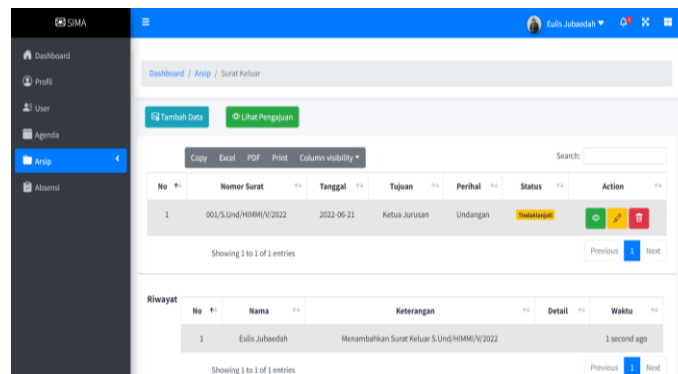 SIMA
Eulis Jubaedah
Dashboard
Profil
User
Agenda
Arsip
Absensi
Dashboard / Arsip / Surat Keluar
Tambah Data
Lihat Pengajuan
Copy Excel PDF Print Column visibility
Search:
No Nomor Surat Tanggal Tujuan Perihal Status Action
1 001/S.Und/HIMMI/V/2022 2022-06-21 Ketua Jurusan Undangan Tindaklanjuti
Showing 1 to 1 of 1 entries
Previous 1 Next
Riwayat
No Nama Keterangan Detail Waktu
1 Eulis Jubaedah Menambahkan Surat Keluar S.Und/HIMMI/V/2022 1 second ago
Showing 1 to 1 of 1 entries
Previous 1 Next